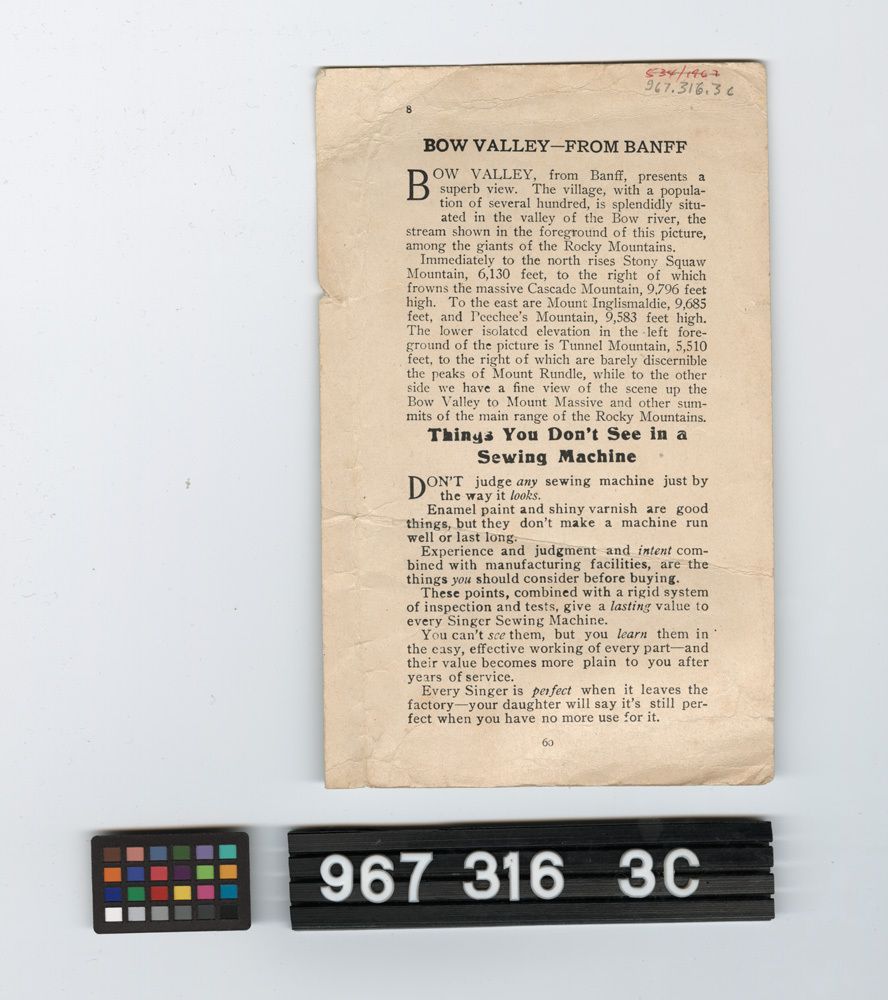 534/1967
967.316.3c
8
BOW VALLEY—FROM BANFF
BOW VALLEY, from Banff, presents a
superb view. The village, with a popula-
tion of several hundred, is splendidly situ-
ated in the valley of the Bow river, the
stream shown in the foreground of this picture,
among the giants of the Rocky Mountains.
Immediately to the north rises Stony Squaw
Mountain, 6,130 feet, to the right of which
frowns the massive Cascade Mountain, 9,796 feet
high. To the east are Mount Inglismaldie, 9,685
feet, and Peechee's Mountain, 9,583 feet high.
The lower isolated elevation in the left fore-
ground of the picture is Tunnel Mountain, 5,510
feet, to the right of which are barely discernible
the peaks of Mount Rundle, while to the other
side we have a fine view of the scene up the
Bow Valley to Mount Massive and other sum-
mits of the main range of the Rocky Mountains.
Things You Don't See in a
Sewing Machine
DON'T judge any sewing machine just by
the way it looks.
Enamel paint and shiny varnish are good
things, but they don't make a machine run
well or last long.
Experience and judgment and intent com-
bined with manufacturing facilities, are the
things you should consider before buying.
These points, combined with a rigid system
of inspection and tests, give a lasting value to
every Singer Sewing Machine.
You can't see them, but you learn them in
the easy, effective working of every part—and
their value becomes more plain to you after
years of service.
Every Singer is perfect when it leaves the
factory—your daughter will say it's still per-
fect when you have no more use for it.
60
967 316 3C